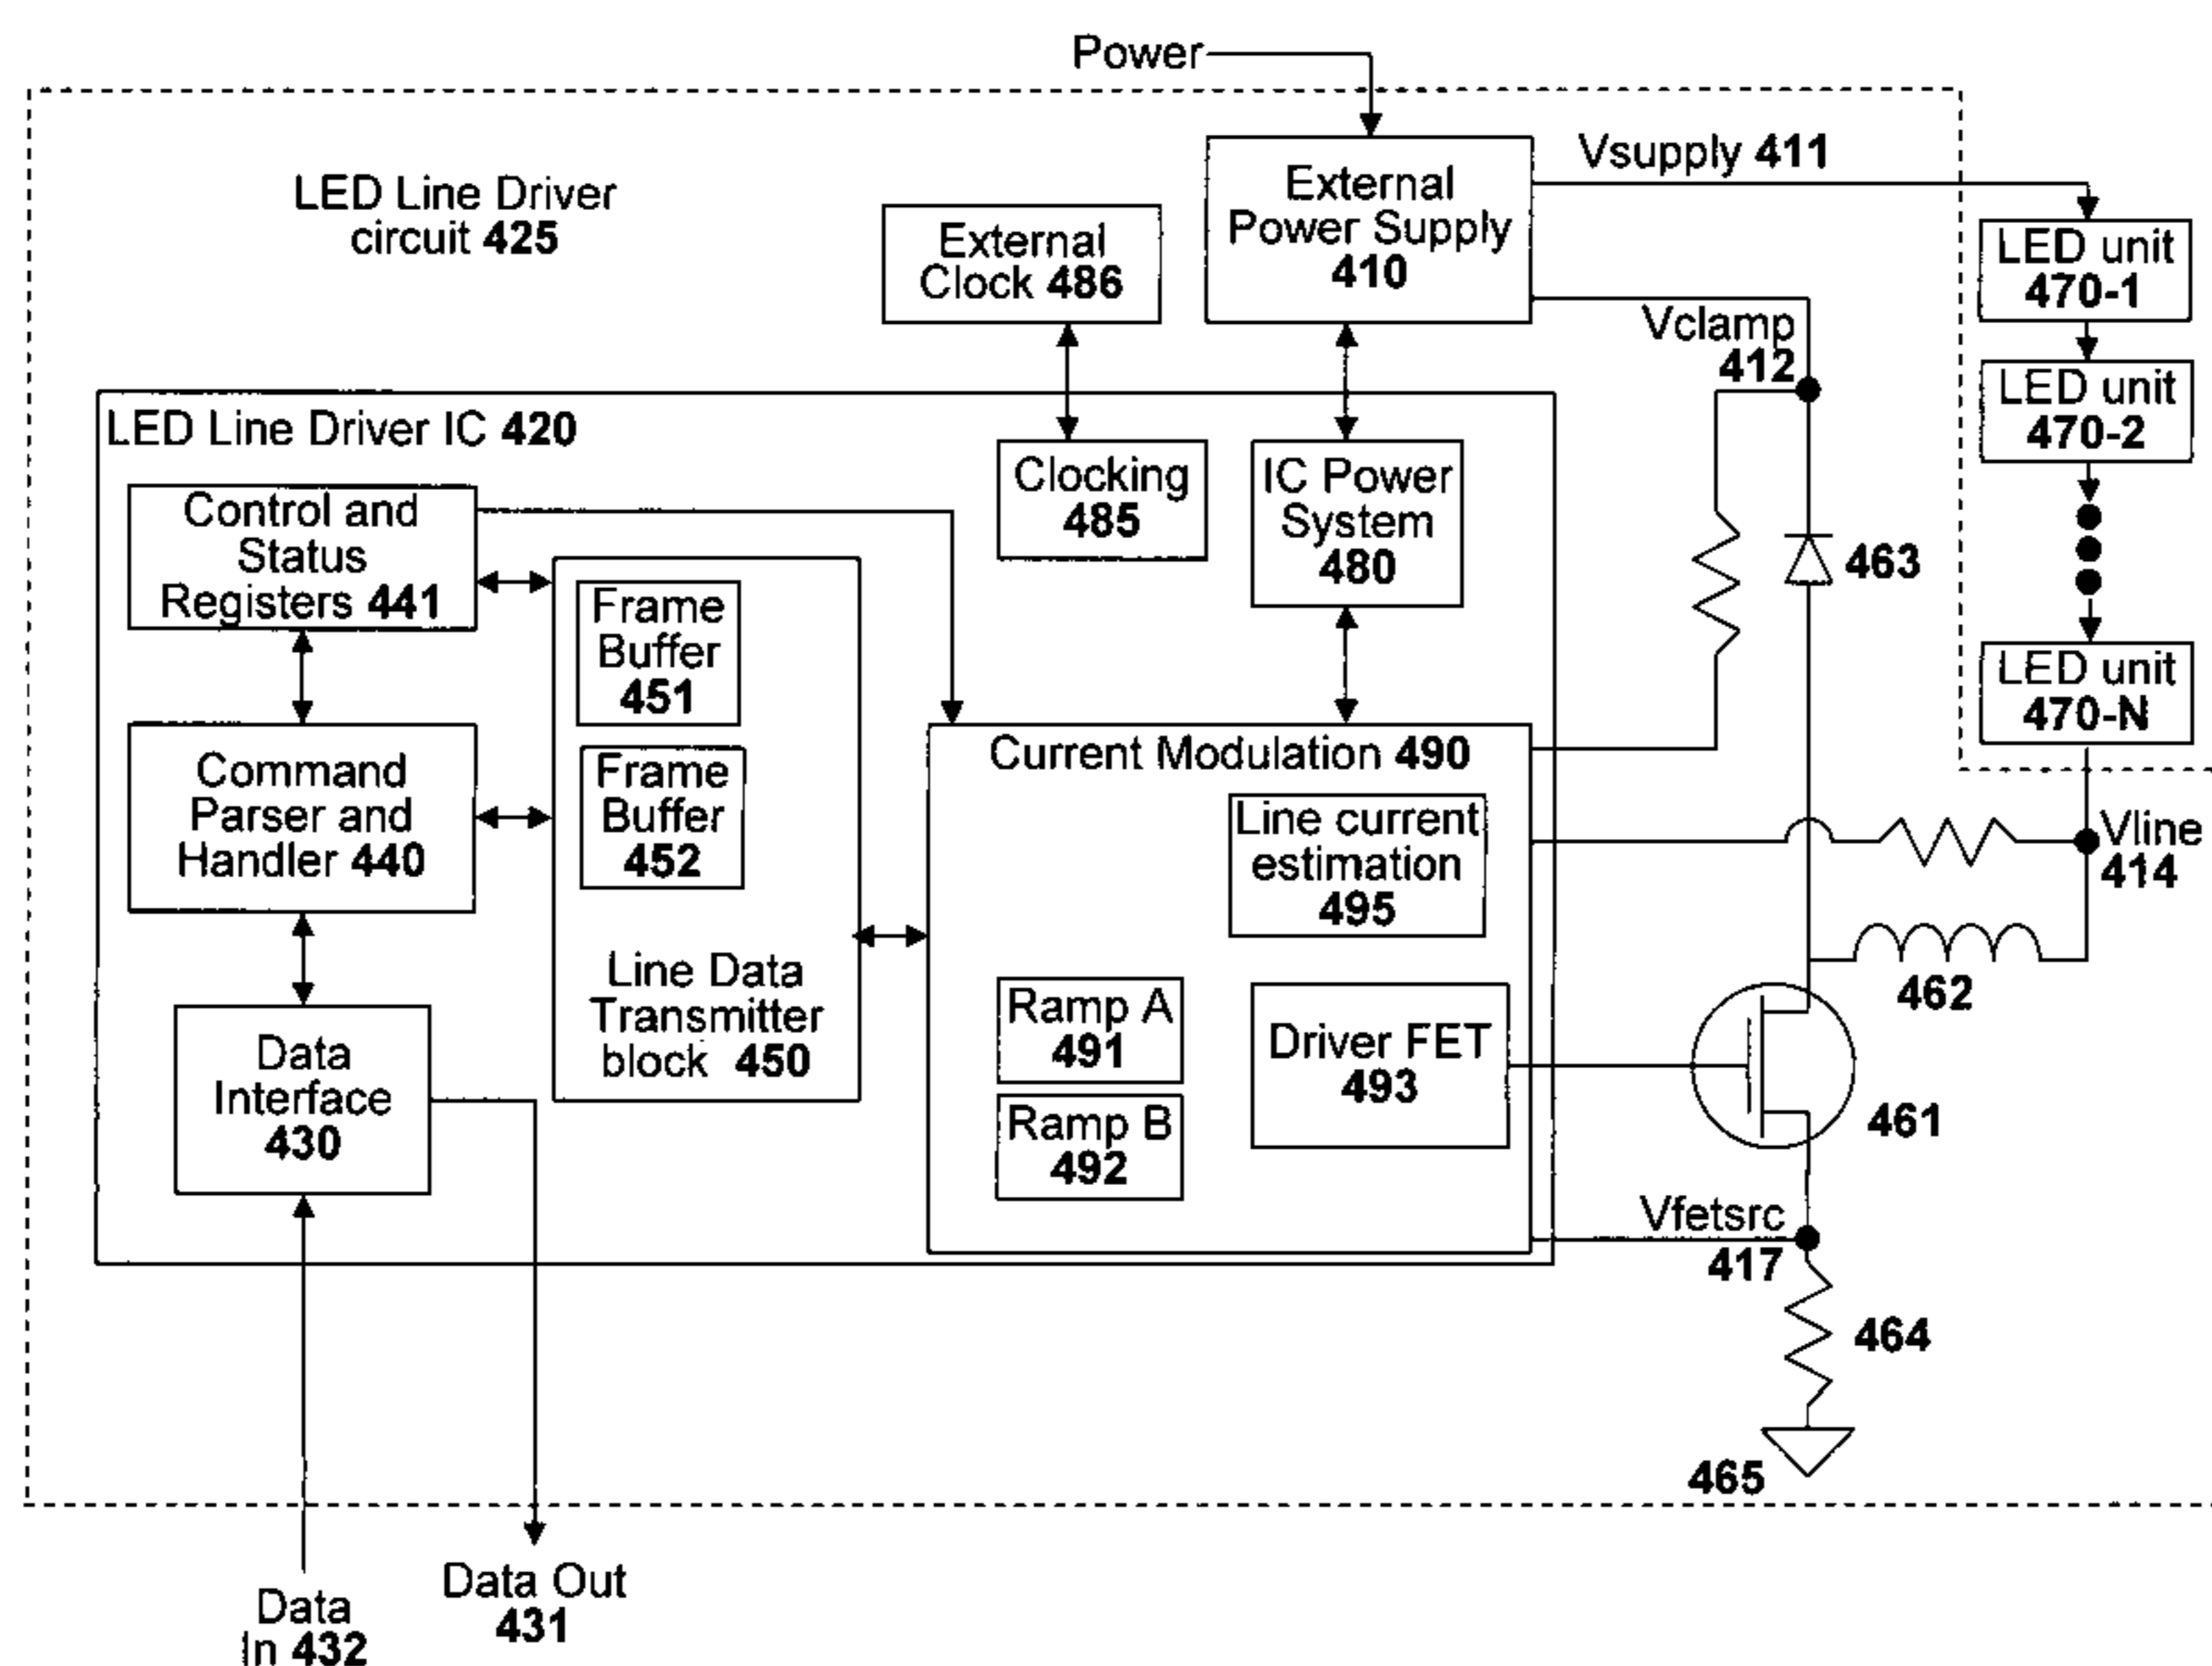 Power
Vsupply 411
LED Line Driver
circuit 425
External
Clock 486
External
Power Supply
410
LED unit
470-1
Vclamp
412
LED unit
470-2
LED Line Driver IC 420
Clocking
485
IC Power
System
480
463
Control and
Status
Registers 441
Frame
Buffer
451
LED unit
470-N
Command
Parser and
Handler 440
Frame
Buffer
452
Current Modulation 490
Line current
estimation
495
Vline
414
Line Data
Transmitter
block 450
462
Ramp A
491
Driver FET
493
Data
Interface
430
Ramp B
492
461
Vfetsrc
417
464
465
Data Out
431
Data
In 432